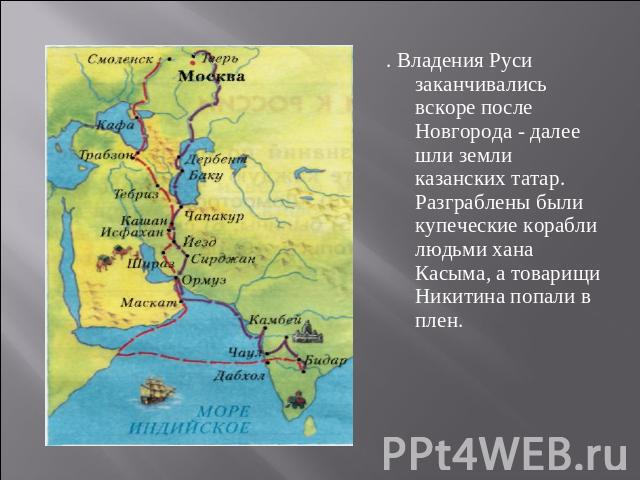 Смоленск
Тверь
Москва
Кафа
Трабзон
Дербент
Баку
Тебриз
Чапакур
Кашан
Исфахан
Йезд
Сирджан
Шираз
Ормуз
Маскат
Камбей
Чаул
Бидар
Дабхол
МОРЕ
ИНДИЙСКОЕ
. Владения Руси
заканчивались
вскоре после
Новгорода - далее
шли земли
казанских татар.
Разграблены были
купеческие корабли
людьми хана
Касыма, а товарищи
Никитина попали в
плен.
PPt4WEB.ru